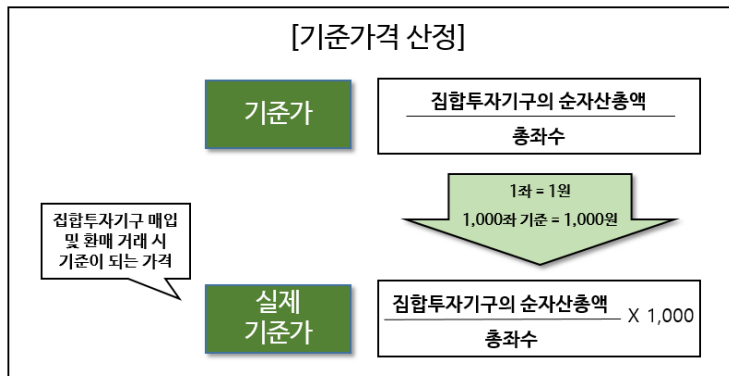 [기준가격 산정]
기준가
집합투자기구의 순자산총액
총좌수
1좌 = 1원
1,000좌 기준 = 1,000원
집합투자기구 매입
및 환매 거래 시
기준이 되는 가격
실제
기준가
집합투자기구의 순자산총액
X 1,000
총좌수